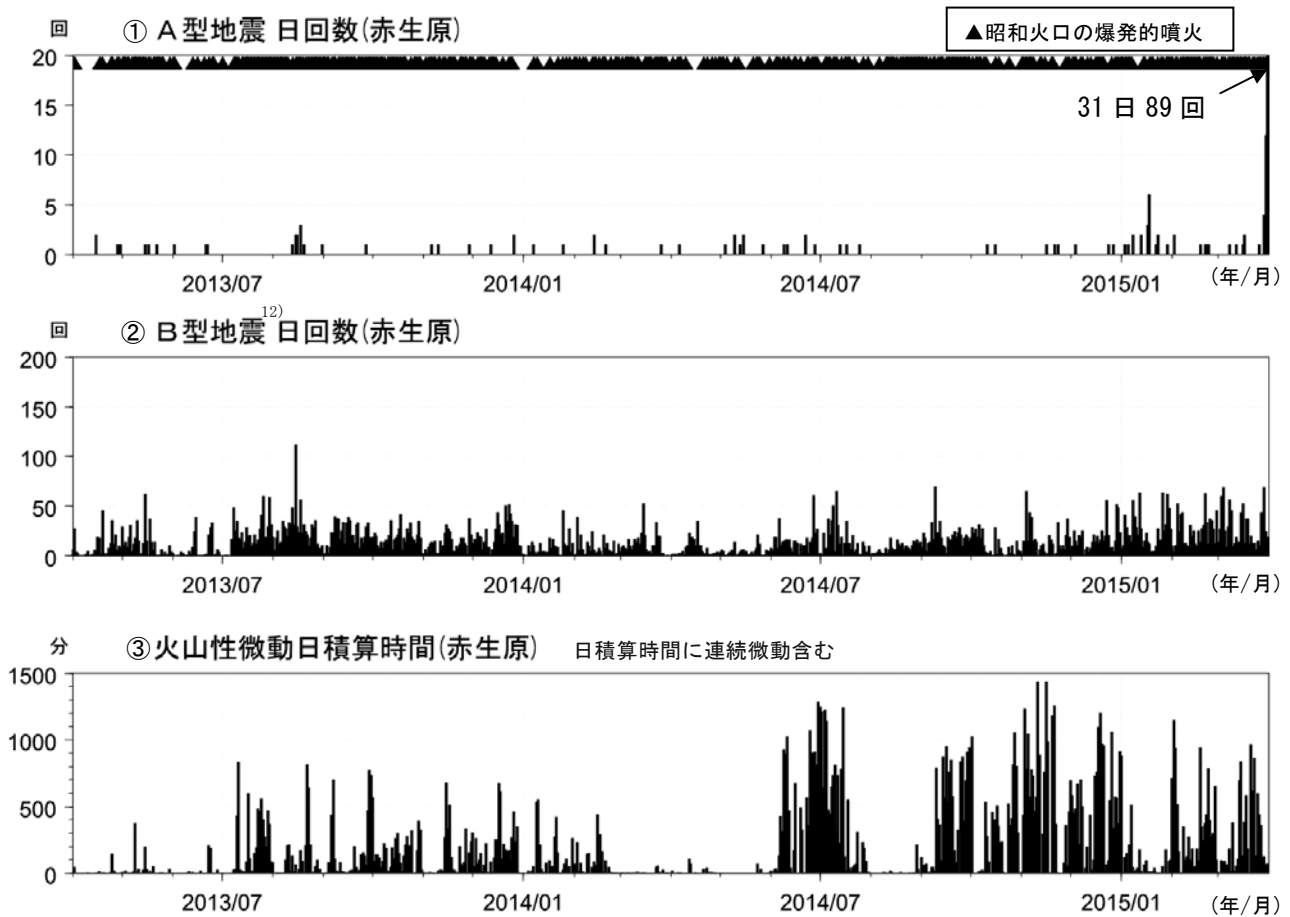 回 ① A型地震 日回数(赤生原)
▲昭和火口の爆発的噴火
20
31 日 89 回
15
10
5
0
2013/07 2014/01 2014/07 2015/01 (年/月)
回 ② B型地震12) 日回数(赤生原)
200
150
100
50
0
2013/07 2014/01 2014/07 2015/01 (年/月)
分 ③火山性微動日積算時間(赤生原) 日積算時間に連続微動含む
1500
1000
500
0
2013/07 2014/01 2014/07 2015/01 (年/月)